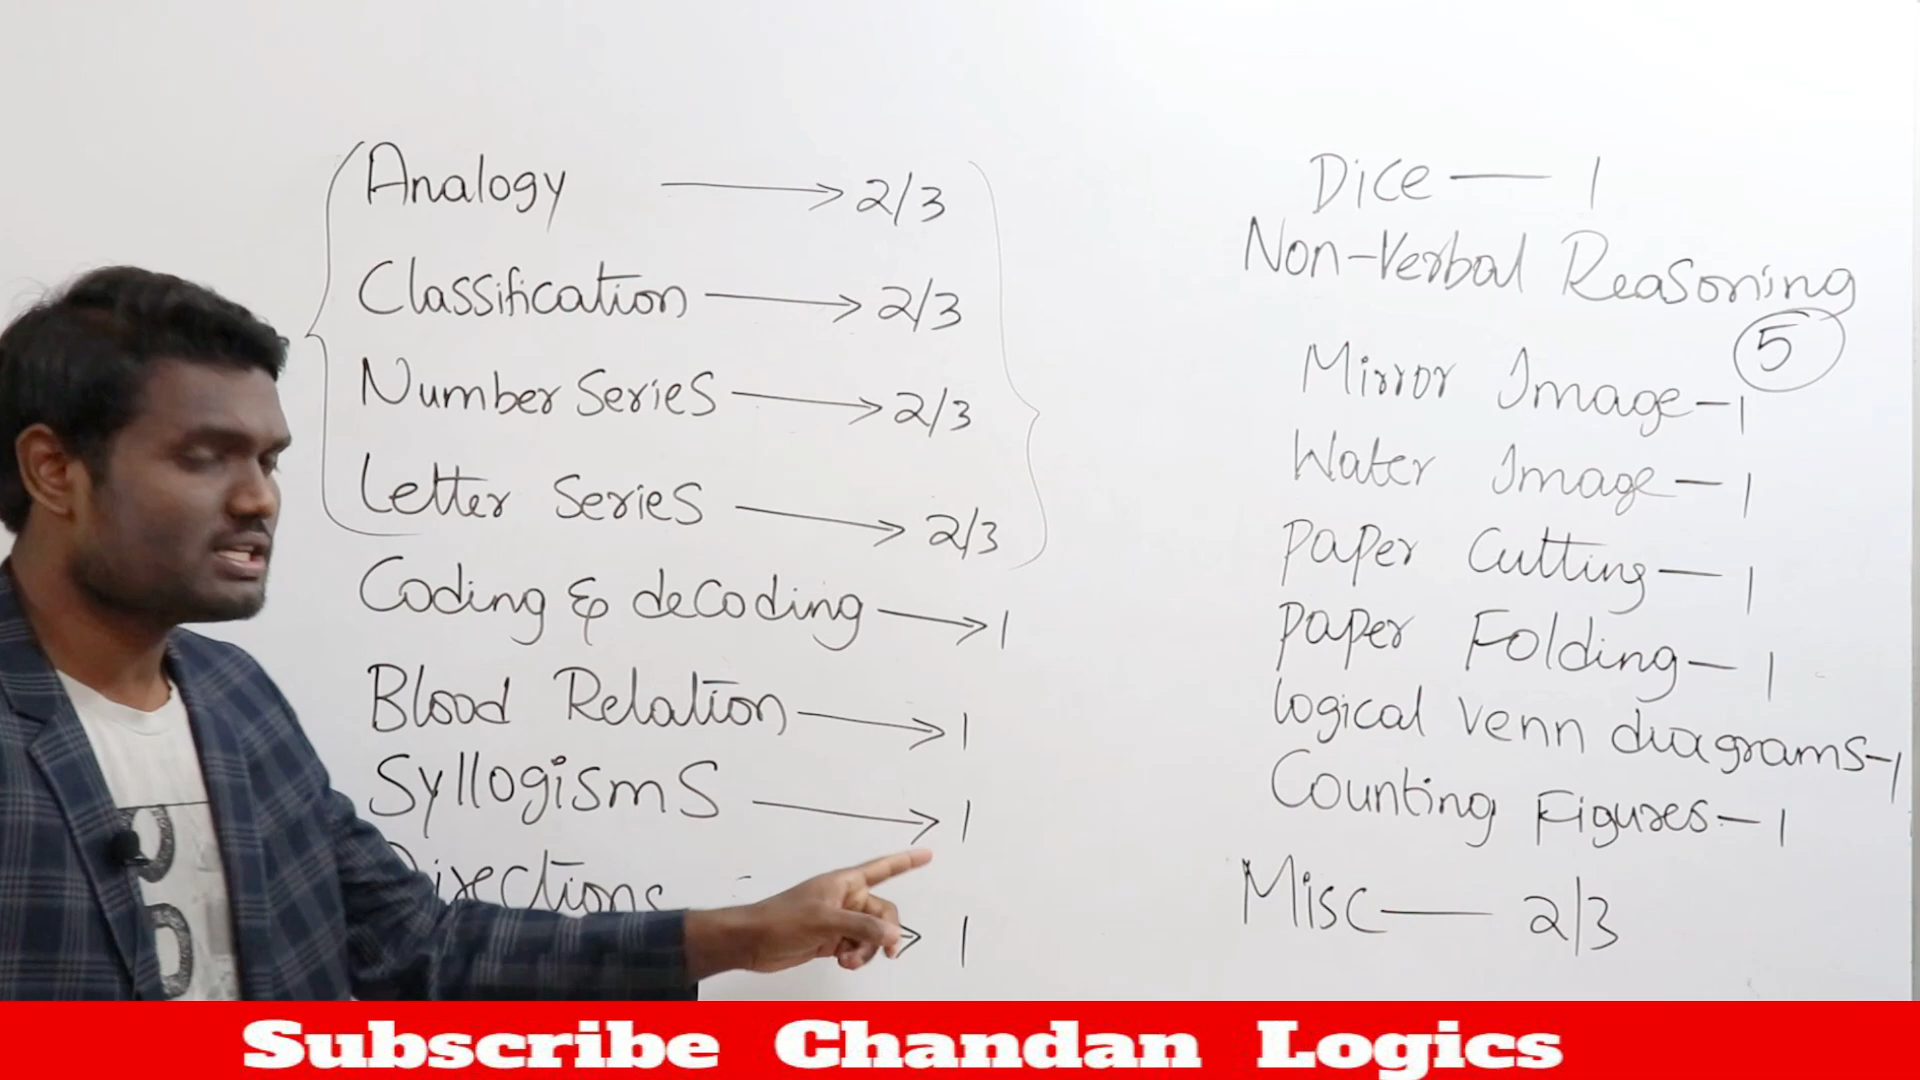 Analogy → 2/3
Classification → 2/3
Number Series → 2/3
Letter Series → 2/3
Coding & decoding → 1
Blood Relation → 1
Syllogisms → 1
Directions → 1
Dice — 1
Non-Verbal Reasoning
5
Mirror Image — 1
Water Image — 1
Paper Cutting — 1
Paper Folding — 1
logical venn diagrams - 1
Counting Figures — 1
Misc — 2/3
Subscribe Chandan Logics